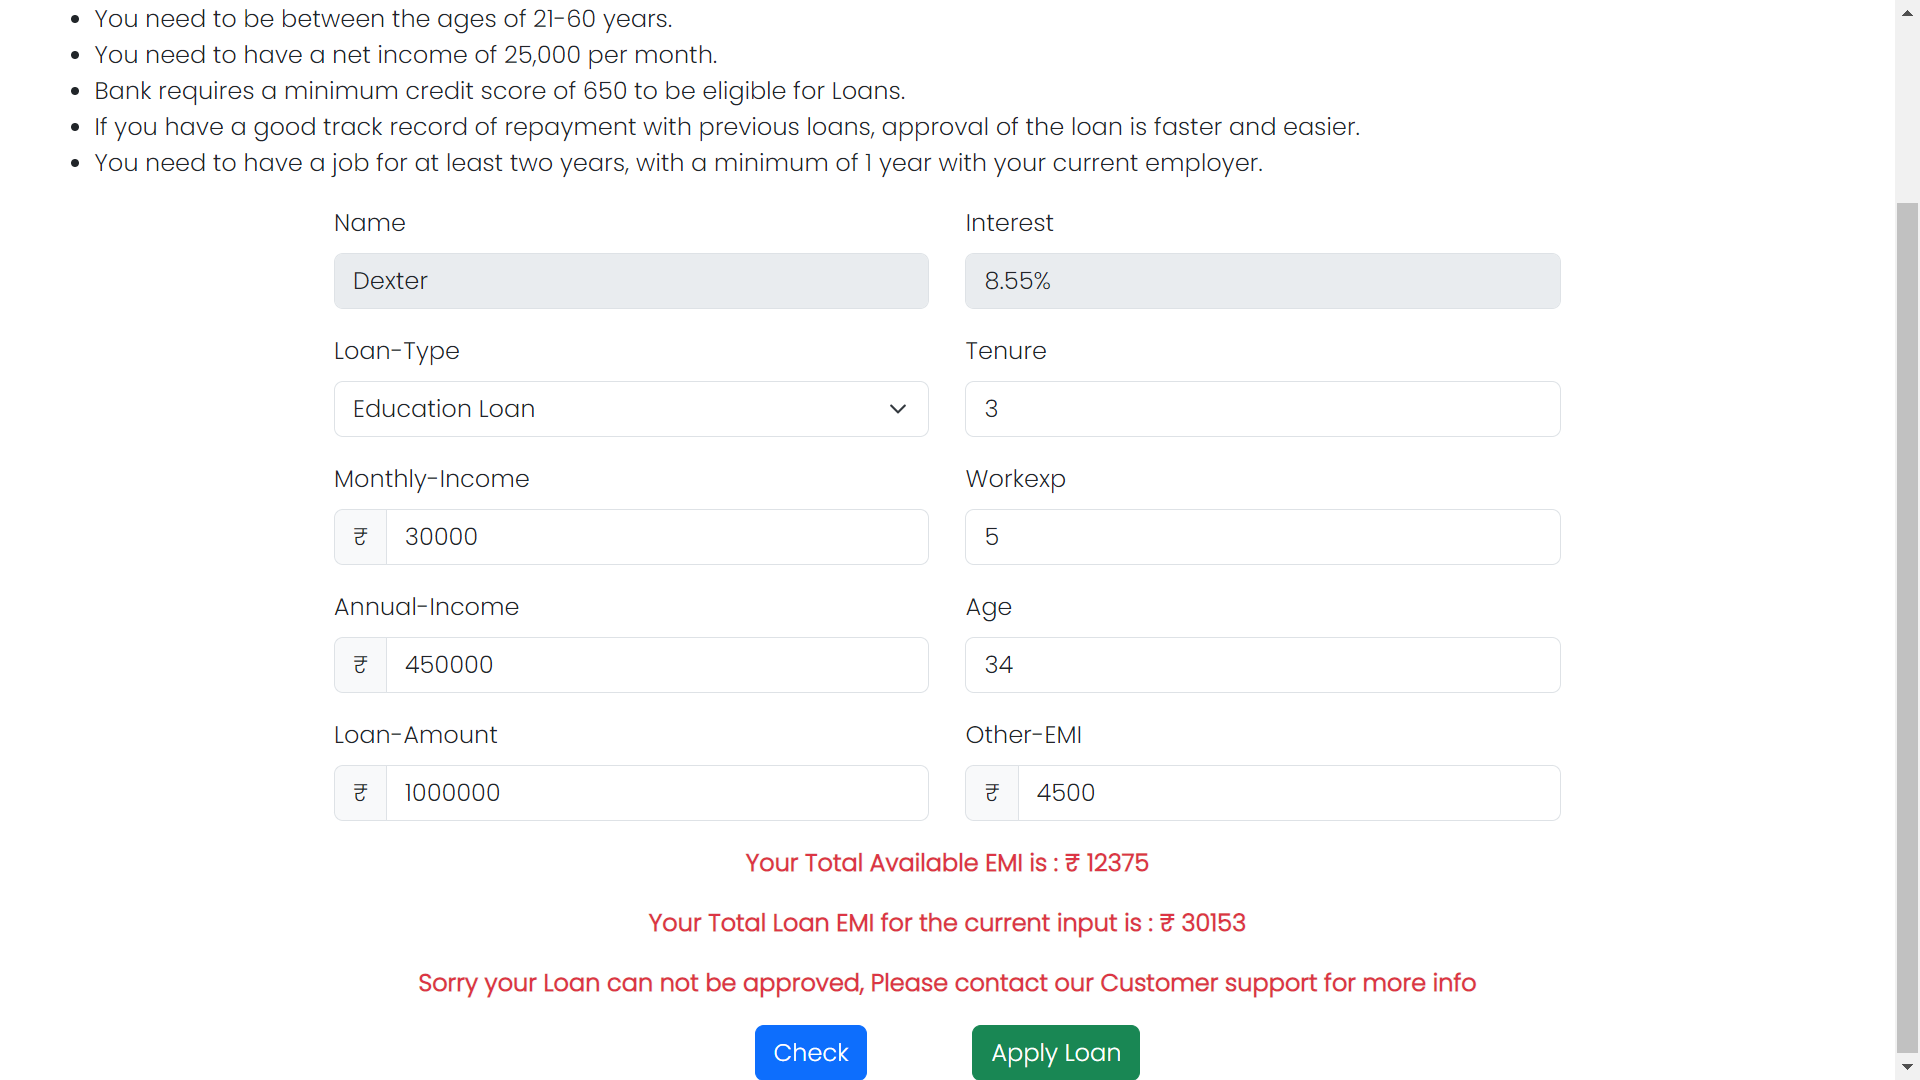 You need to be between the ages of 21-60 years.
You need to have a net income of 25,000 per month.
Bank requires a minimum credit score of 650 to be eligible for Loans.
If you have a good track record of repayment with previous loans, approval of the loan is faster and easier.
You need to have a job for at least two years, with a minimum of 1 year with your current employer.
Name
Interest
Dexter
8.55%
Loan-Type
Tenure
Education Loan
3
Monthly-Income
Workexp
₹ 30000
5
Annual-Income
Age
₹ 450000
34
Loan-Amount
Other-EMI
₹ 1000000
₹ 4500
Your Total Available EMI is : ₹ 12375
Your Total Loan EMI for the current input is : ₹ 30153
Sorry your Loan can not be approved, Please contact our Customer support for more info
Check
Apply Loan